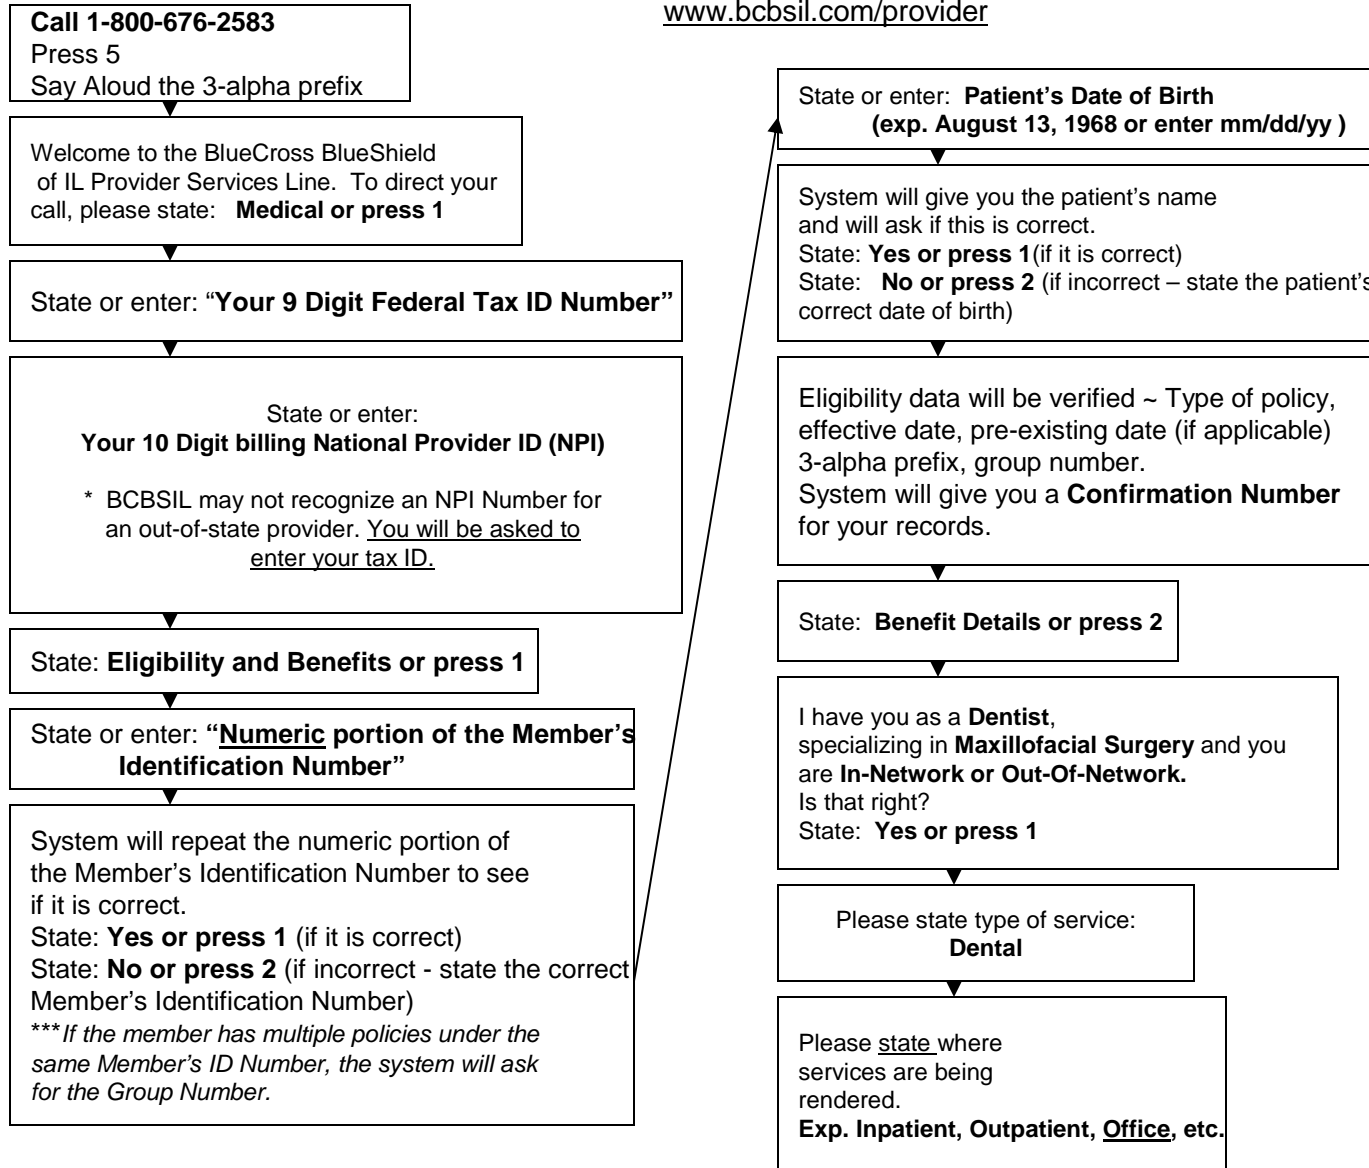 www.bcbsil.com/provider
Call 1-800-676-2583
Press 5
Say Aloud the 3-alpha prefix
Welcome to the BlueCross BlueShield
of IL Provider Services Line. To direct your
call, please state: Medical or press 1
State or enter: “Your 9 Digit Federal Tax ID Number”
State or enter:
Your 10 Digit billing National Provider ID (NPI)
* BCBSIL may not recognize an NPI Number for
an out-of-state provider. You will be asked to
enter your tax ID.
State: Eligibility and Benefits or press 1
State or enter: “Numeric portion of the Member’s
Identification Number”
System will repeat the numeric portion of
the Member’s Identification Number to see
if it is correct.
State: Yes or press 1 (if it is correct)
State: No or press 2 (if incorrect - state the correct
Member’s Identification Number)
***If the member has multiple policies under the
same Member’s ID Number, the system will ask
for the Group Number.
State or enter: Patient’s Date of Birth
(exp. August 13, 1968 or enter mm/dd/yy )
System will give you the patient’s name
and will ask if this is correct.
State: Yes or press 1(if it is correct)
State: No or press 2 (if incorrect – state the patient’s
correct date of birth)
Eligibility data will be verified ~ Type of policy,
effective date, pre-existing date (if applicable)
3-alpha prefix, group number.
System will give you a Confirmation Number
for your records.
State: Benefit Details or press 2
I have you as a Dentist,
specializing in Maxillofacial Surgery and you
are In-Network or Out-Of-Network.
Is that right?
State: Yes or press 1
Please state type of service:
Dental
Please state where
services are being
rendered.
Exp. Inpatient, Outpatient, Office, etc.